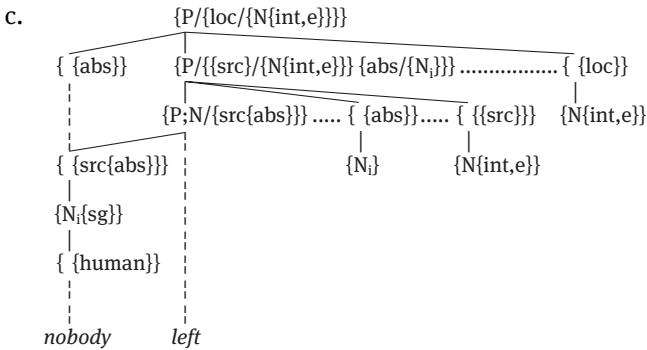 c. {P/{loc/{N{int,e}}}}
{ {abs}} {P/{{src}/{N{int,e}}} {abs/{Nᵢ}}} ................. { {loc}}
{P;N/{src{abs}}} ..... { {abs}}..... { {{src}}} {N{int,e}}
{ {src{abs}}} {Nᵢ} {N{int,e}}
{Nᵢ{sg}}
{ {human}}
nobody left